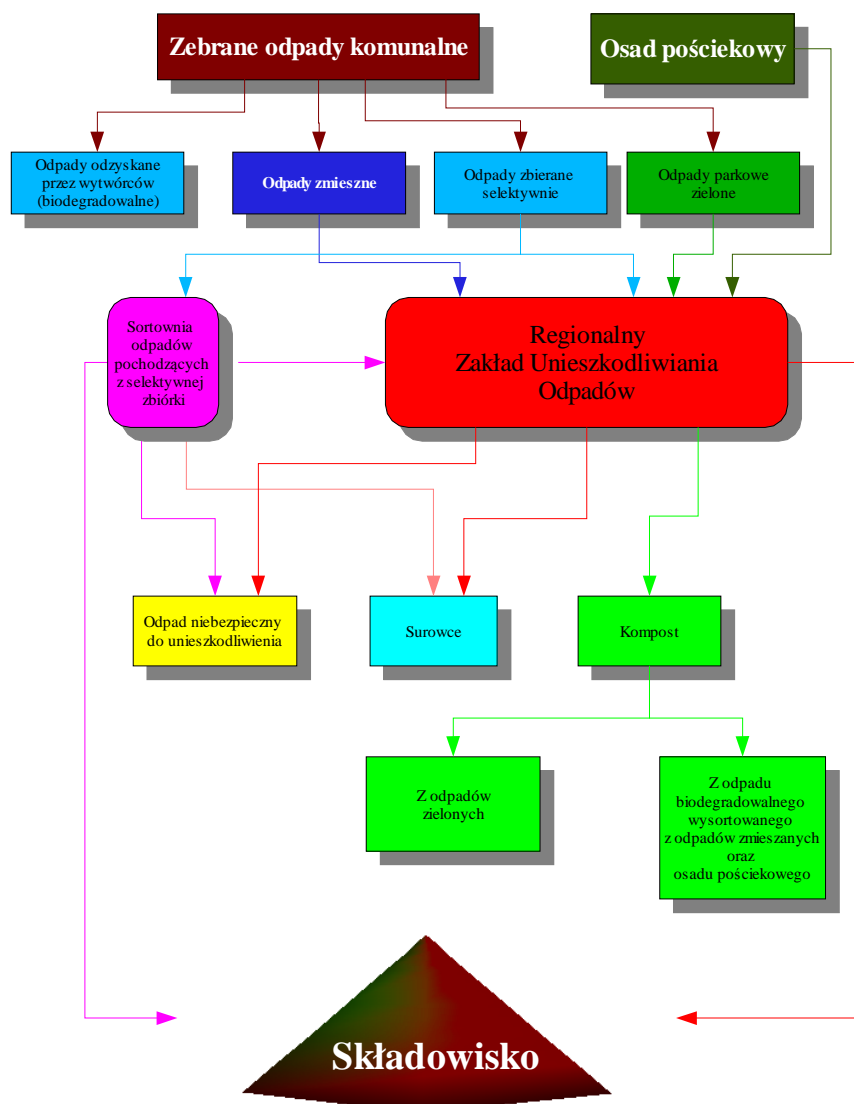 Zebrane odpady komunalne
Osad pościekowy
Odpady odzyskane
przez wytwórców
(biodegradowalne)
Odpady zmieszne
Odpady zbierane
selektywnie
Odpady parkowe
zielone
Sortownia
odpadów
pochodzących
z selektywnej
zbiórki
Regionalny
Zakład Unieszkodliwiania
Odpadów
Odpad niebezpieczny
do unieszkodliwienia
Surowce
Kompost
Z odpadów
zielonych
Z odpadu
biodegradowalnego
wysortowanego
z odpadów zmieszanych
oraz
osadu pościekowego
Składowisko